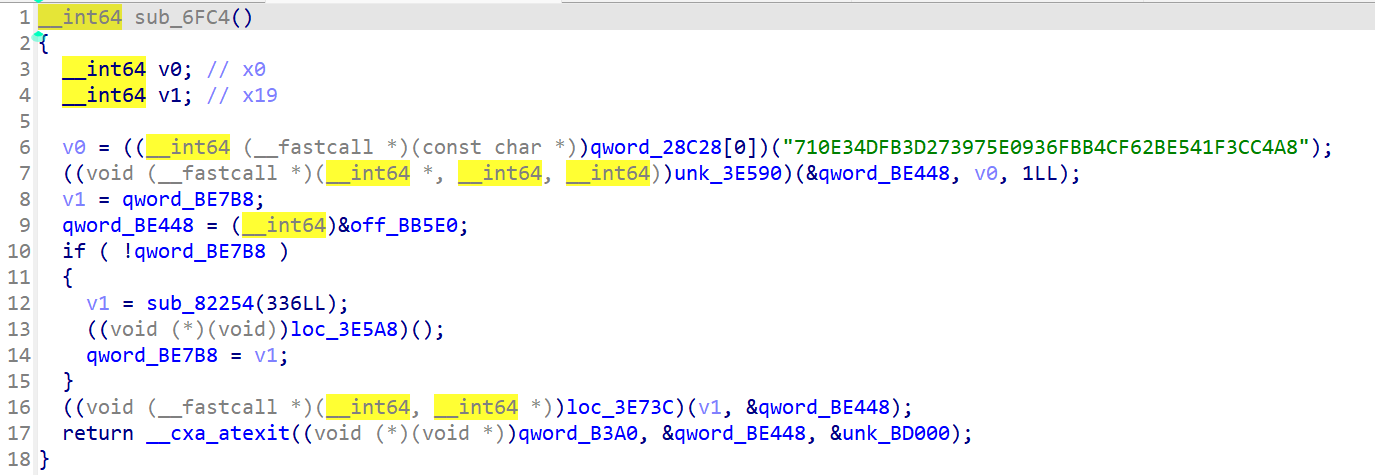 1 __int64 sub_6FC4()
2 {
3   __int64 v0; // x0
4   __int64 v1; // x19
5
6   v0 = ((__int64 (__fastcall *)(const char *))qword_28C28[0])("710E34DFB3D273975E0936FBB4CF62BE541F3CC4A8");
7   ((void (__fastcall *)(__int64 *, __int64, __int64))unk_3E590)(&qword_BE448, v0, 1LL);
8   v1 = qword_BE7B8;
9   qword_BE448 = (__int64)&off_BB5E0;
10   if ( !qword_BE7B8 )
11   {
12     v1 = sub_82254(336LL);
13     ((void (*)(void))loc_3E5A8)();
14     qword_BE7B8 = v1;
15   }
16   ((void (__fastcall *)(__int64, __int64 *))loc_3E73C)(v1, &qword_BE448);
17   return __cxa_atexit((void (*)(void *))qword_B3A0, &qword_BE448, &unk_BD000);
18 }